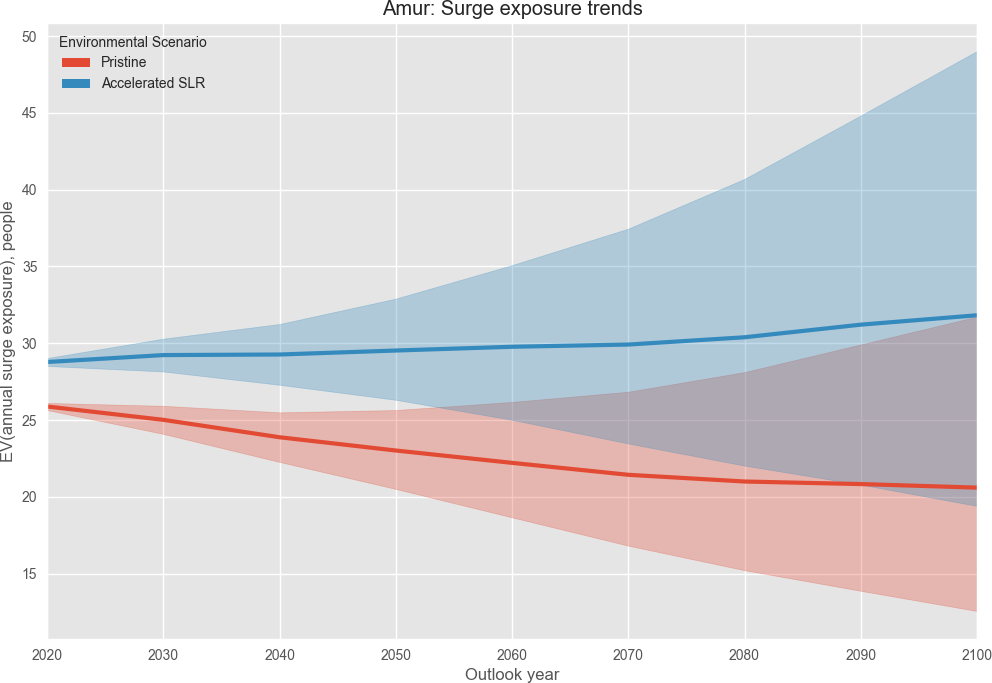 Amur: Surge exposure trends
Environmental Scenario
Pristine
Accelerated SLR
EV(annual surge exposure), people
50
45
40
35
30
25
20
15
2020 2030 2040 2050 2060 2070 2080 2090 2100
Outlook year